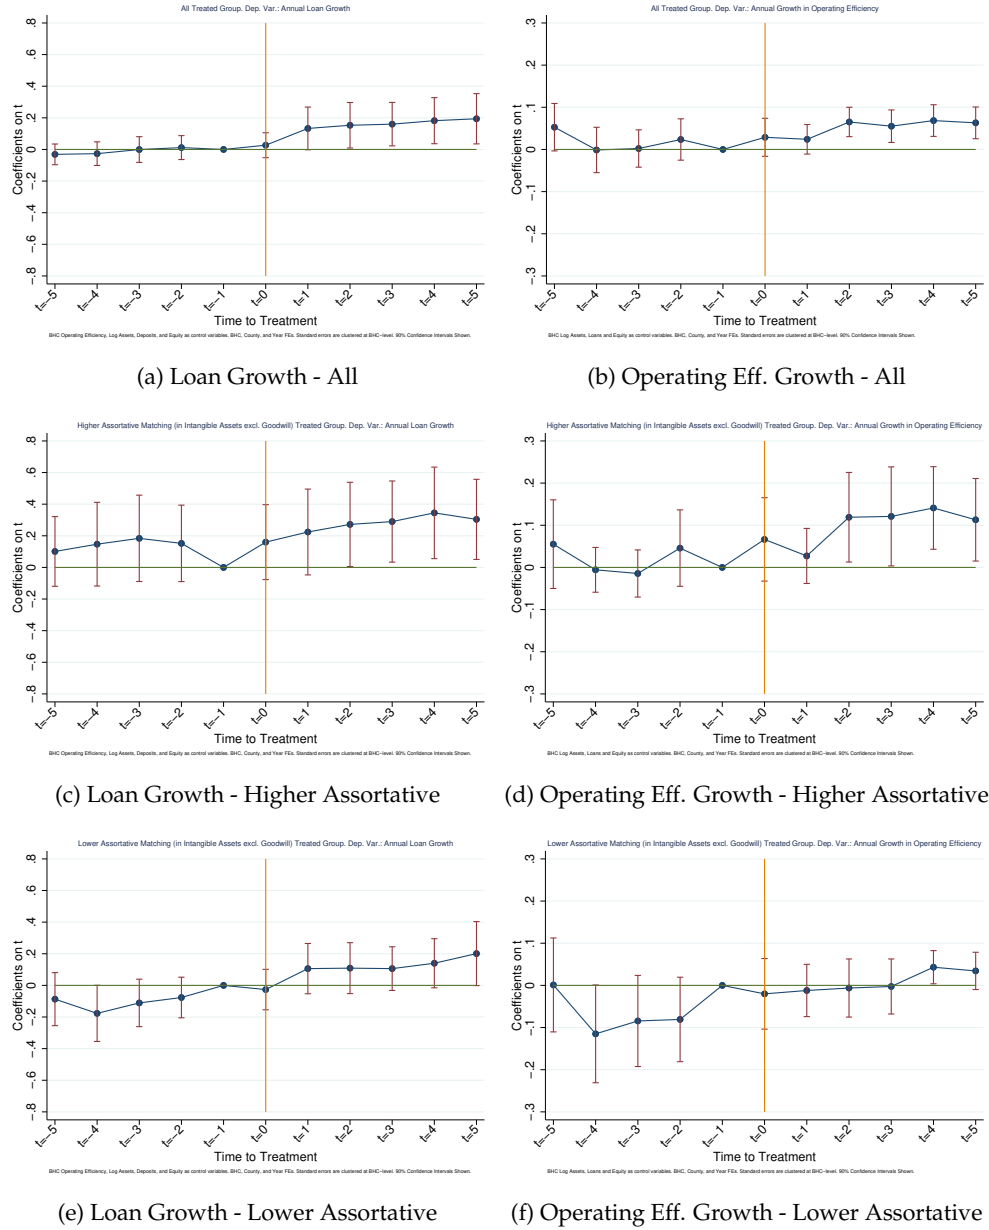 All Treated Group. Dep. Var.: Annual Loan Growth
Coefficients on t
.8
.6
.4
.2
0
−.2
−.4
−.6
−.8
t=−5
t=−4
t=−3
t=−2
t=−1
t=0
t=1
t=2
t=3
t=4
t=5
Time to Treatment
BHC Operating Efficiency, Log Assets, Deposits, and Equity as control variables. BHC, County, and Year FEs. Standard errors are clustered at BHC−level. 90% Confidence Intervals Shown.
(a) Loan Growth - All
All Treated Group. Dep. Var.: Annual Growth in Operating Efficiency
Coefficients on t
.3
.2
.1
0
−.1
−.2
−.3
t=−5
t=−4
t=−3
t=−2
t=−1
t=0
t=1
t=2
t=3
t=4
t=5
Time to Treatment
BHC Log Assets, Loans and Equity as control variables. BHC, County, and Year FEs. Standard errors are clustered at BHC−level. 90% Confidence Intervals Shown.
(b) Operating Eff. Growth - All
Higher Assortative Matching (in Intangible Assets excl. Goodwill) Treated Group. Dep. Var.: Annual Loan Growth
Coefficients on t
.8
.6
.4
.2
0
−.2
−.4
−.6
−.8
t=−5
t=−4
t=−3
t=−2
t=−1
t=0
t=1
t=2
t=3
t=4
t=5
Time to Treatment
BHC Operating Efficiency, Log Assets, Deposits, and Equity as control variables. BHC, County, and Year FEs. Standard errors are clustered at BHC−level. 90% Confidence Intervals Shown.
(c) Loan Growth - Higher Assortative
Higher Assortative Matching (in Intangible Assets excl. Goodwill) Treated Group. Dep. Var.: Annual Growth in Operating Efficiency
Coefficients on t
.3
.2
.1
0
−.1
−.2
−.3
t=−5
t=−4
t=−3
t=−2
t=−1
t=0
t=1
t=2
t=3
t=4
t=5
Time to Treatment
BHC Log Assets, Loans and Equity as control variables. BHC, County, and Year FEs. Standard errors are clustered at BHC−level. 90% Confidence Intervals Shown.
(d) Operating Eff. Growth - Higher Assortative
Lower Assortative Matching (in Intangible Assets excl. Goodwill) Treated Group. Dep. Var.: Annual Loan Growth
Coefficients on t
.8
.6
.4
.2
0
−.2
−.4
−.6
−.8
t=−5
t=−4
t=−3
t=−2
t=−1
t=0
t=1
t=2
t=3
t=4
t=5
Time to Treatment
BHC Operating Efficiency, Log Assets, Deposits, and Equity as control variables. BHC, County, and Year FEs. Standard errors are clustered at BHC−level. 90% Confidence Intervals Shown.
(e) Loan Growth - Lower Assortative
Lower Assortative Matching (in Intangible Assets excl. Goodwill) Treated Group. Dep. Var.: Annual Growth in Operating Efficiency
Coefficients on t
.3
.2
.1
0
−.1
−.2
−.3
t=−5
t=−4
t=−3
t=−2
t=−1
t=0
t=1
t=2
t=3
t=4
t=5
Time to Treatment
BHC Log Assets, Loans and Equity as control variables. BHC, County, and Year FEs. Standard errors are clustered at BHC−level. 90% Confidence Intervals Shown.
(f) Operating Eff. Growth - Lower Assortative